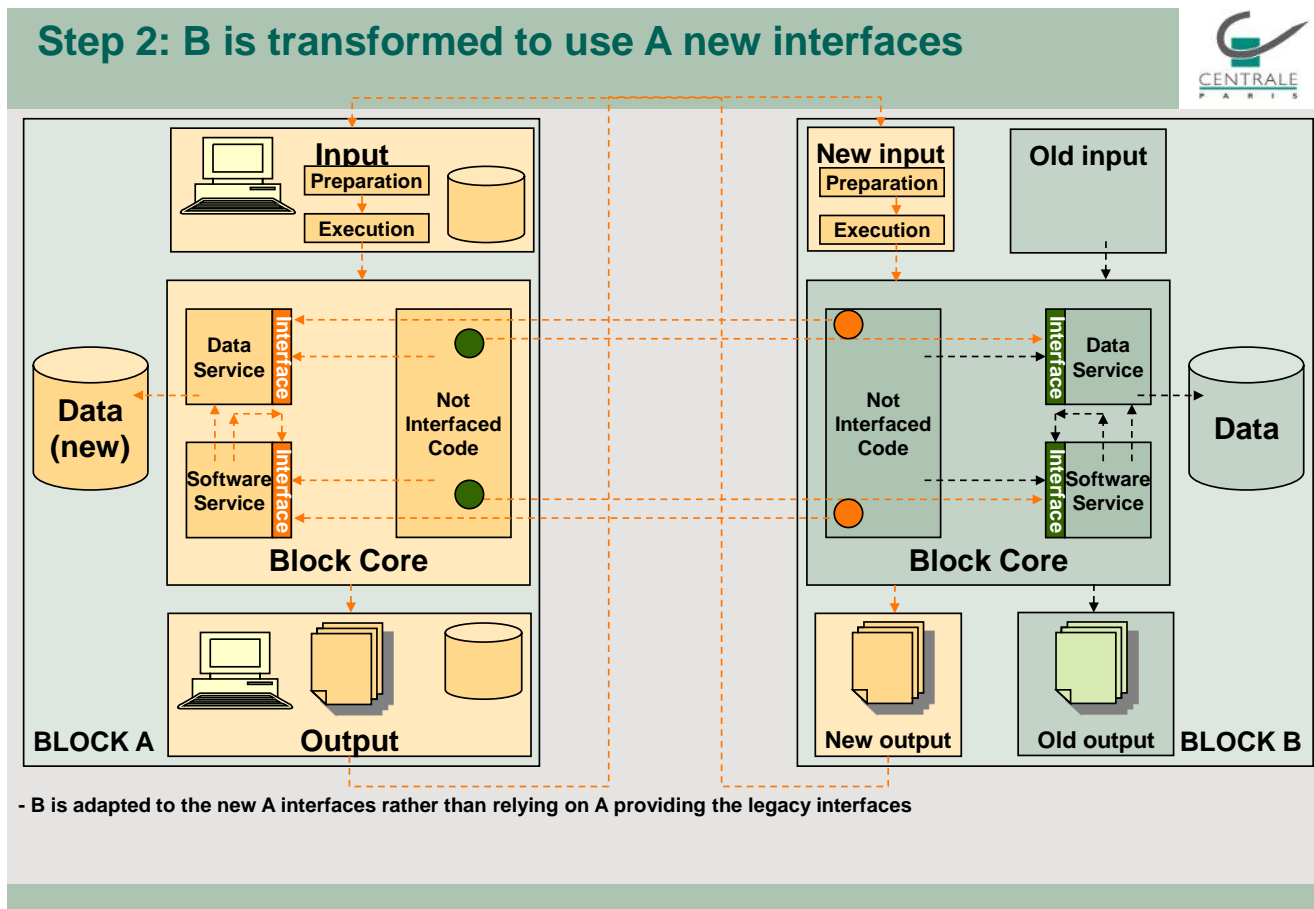 Step 2: B is transformed to use A new interfaces
CENTRALE
PARIS
Input
Preparation
Execution
Data
Service
Interface
Not
Interfaced
Code
Software
Service
Interface
Block Core
Data
(new)
Output
BLOCK A
New input
Preparation
Execution
Old input
Not
Interfaced
Code
Interface
Data
Service
Interface
Software
Service
Block Core
Data
New output
Old output
BLOCK B
- B is adapted to the new A interfaces rather than relying on A providing the legacy interfaces